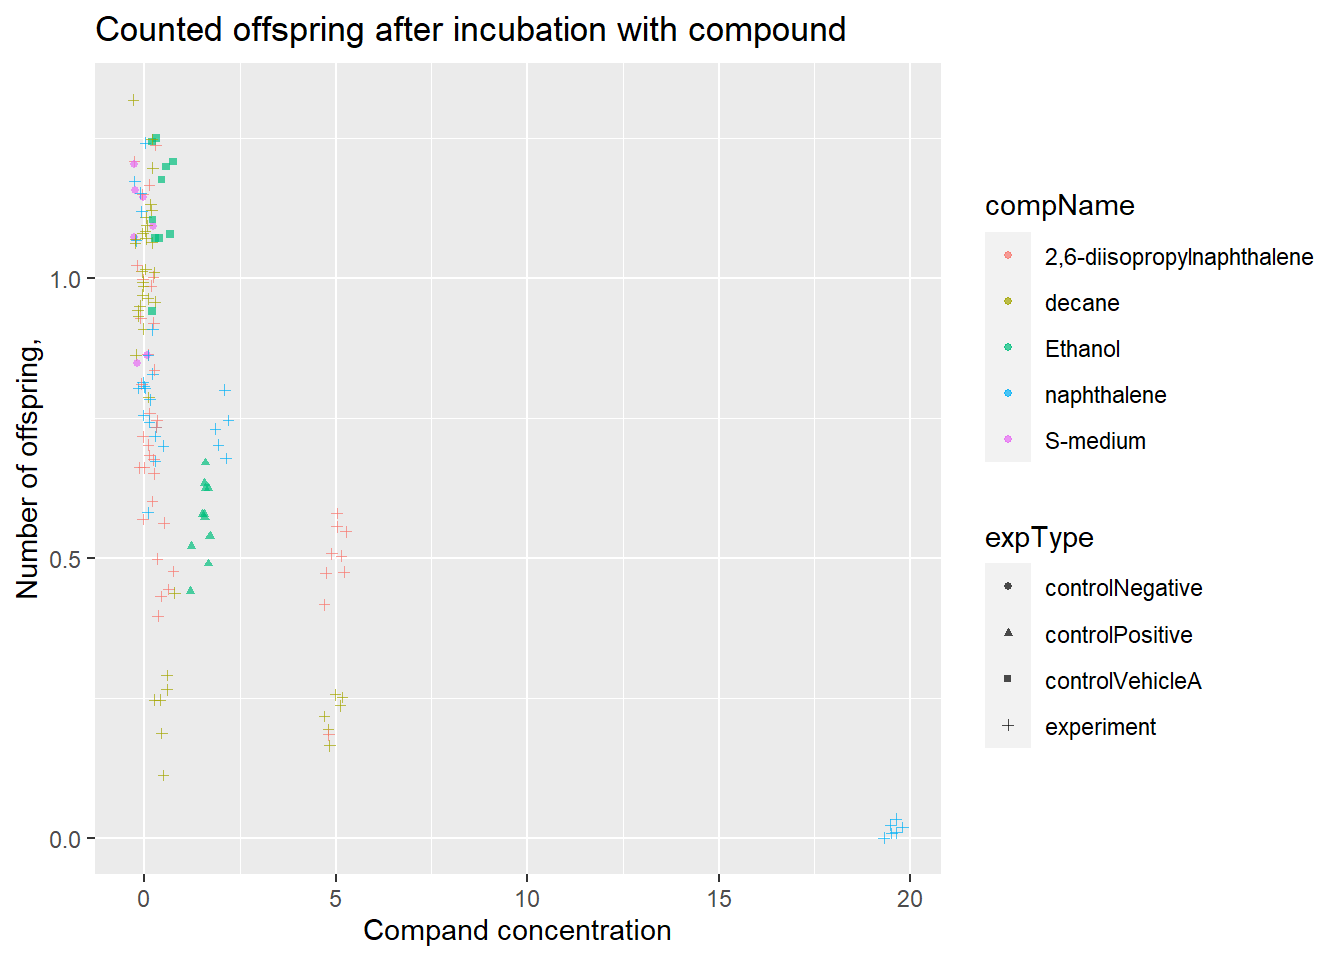 Counted offspring after incubation with compound
Number of offspring,
1.0
0.5
0.0
0 5 10 15 20
Compand concentration
compName
2,6-diisopropylnaphthalene
decane
Ethanol
naphthalene
S-medium
expType
controlNegative
controlPositive
controlVehicleA
experiment